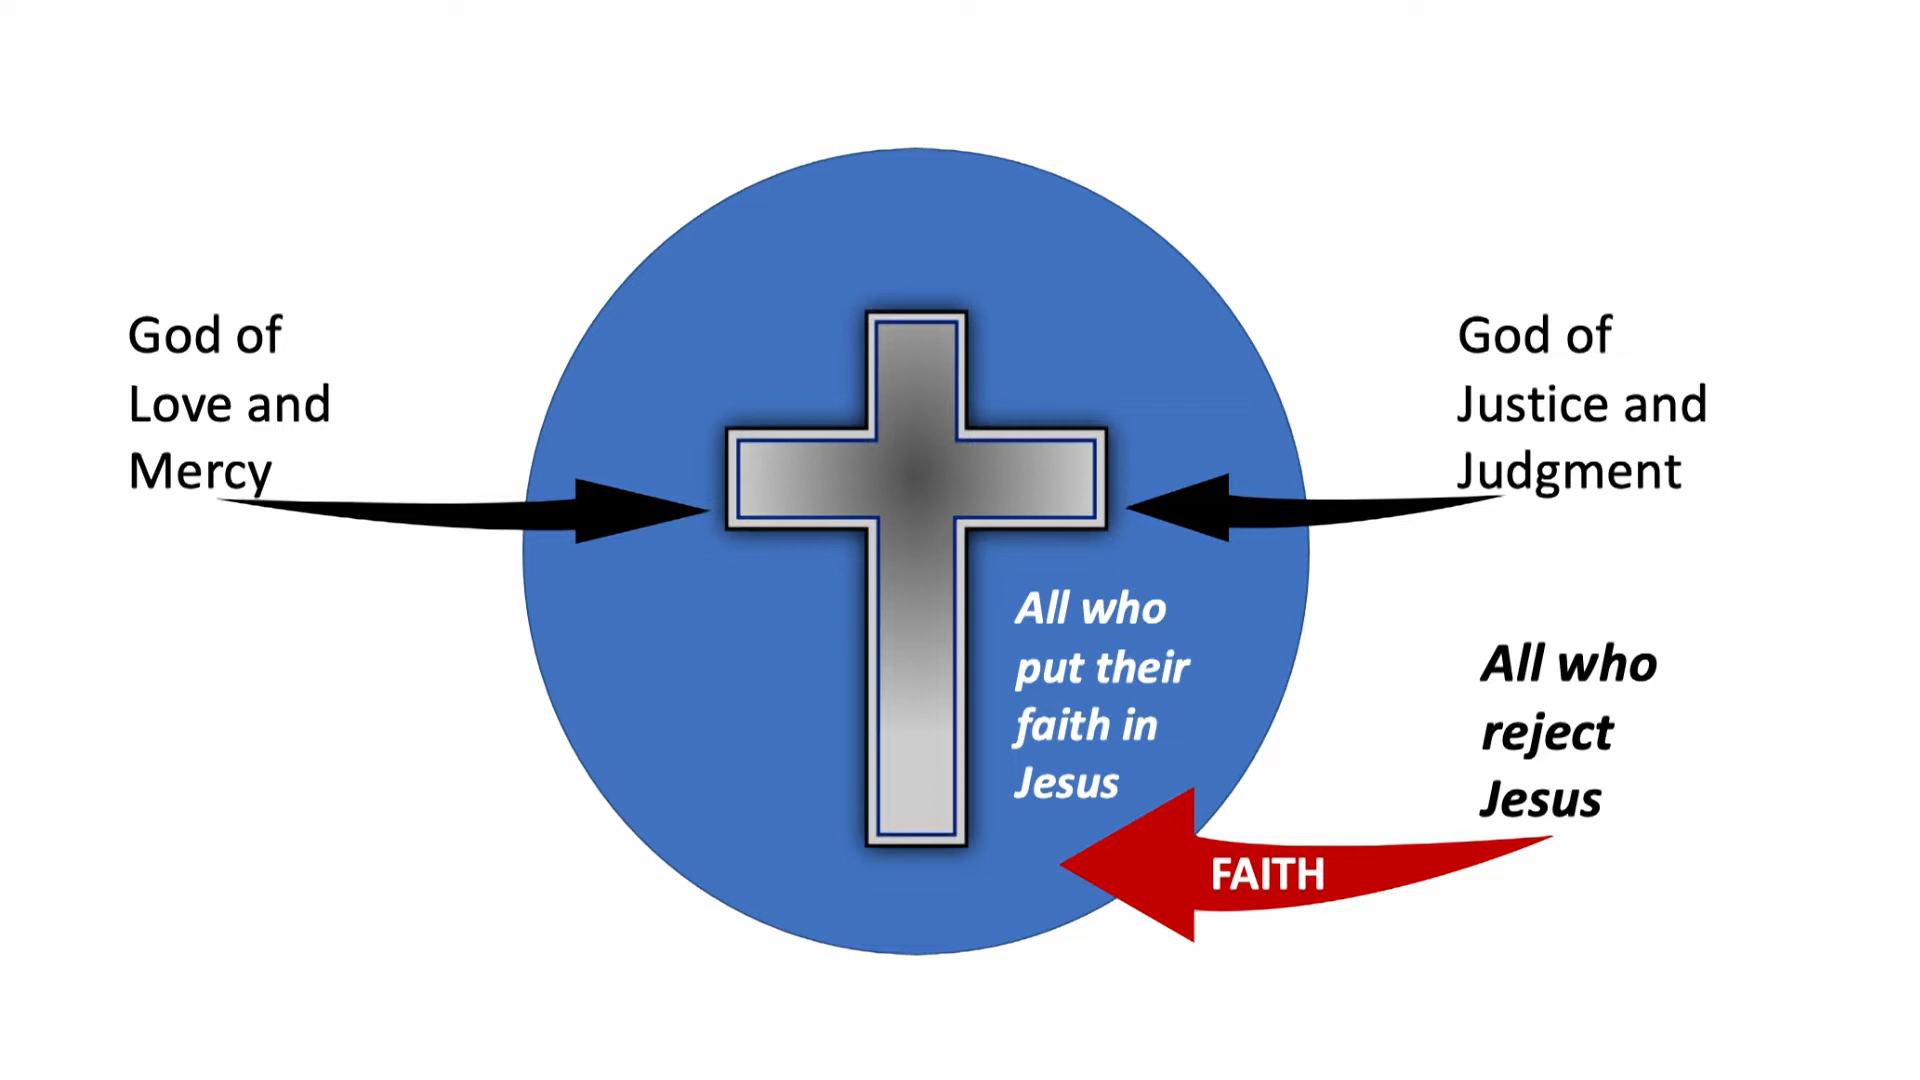 God of
Love and
Mercy
God of
Justice and
Judgment
All who
put their
faith in
Jesus
All who
reject
Jesus
FAITH